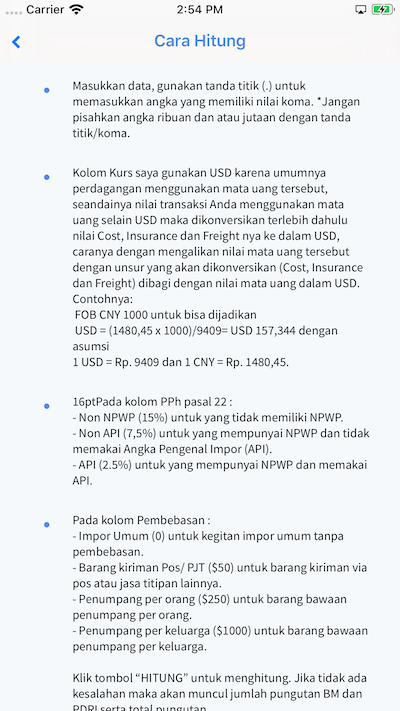 Carrier
2:54 PM
Cara Hitung
Masukkan data, gunakan tanda titik (.) untuk
memasukkan angka yang memiliki nilai koma. *Jangan
pisahkan angka ribuan dan atau jutaan dengan tanda
titik/koma.
Kolom Kurs saya gunakan USD karena umumnya
perdagangan menggunakan mata uang tersebut,
seandainya nilai transaksi Anda menggunakan mata
uang selain USD maka dikonversikan terlebih dahulu
nilai Cost, Insurance dan Freight nya ke dalam USD,
caranya dengan mengalikan nilai mata uang tersebut
dengan unsur yang akan dikonversikan (Cost, Insurance
dan Freight) dibagi dengan nilai mata uang dalam USD.
Contohnya:
FOB CNY 1000 untuk bisa dijadikan
USD = (1480,45 x 1000)/9409= USD 157,344 dengan
asumsi
1 USD = Rp. 9409 dan 1 CNY = Rp. 1480,45.
16ptPada kolom PPh pasal 22 :
- Non NPWP (15%) untuk yang tidak memiliki NPWP.
- Non API (7,5%) untuk yang mempunyai NPWP dan tidak
memakai Angka Pengenal Impor (API).
- API (2.5%) untuk yang mempunyai NPWP dan memakai
API.
Pada kolom Pembebasan :
- Impor Umum (0) untuk kegitan impor umum tanpa
pembebasan.
- Barang kiriman Pos/ PJT ($50) untuk barang kiriman via
pos atau jasa titipan lainnya.
- Penumpang per orang ($250) untuk barang bawaan
penumpang per orang.
- Penumpang per keluarga ($1000) untuk barang bawaan
penumpang per keluarga.
Klik tombol “HITUNG” untuk menghitung. Jika tidak ada
kesalahan maka akan muncul jumlah pungutan BM dan
PDRI serta total pungutan.